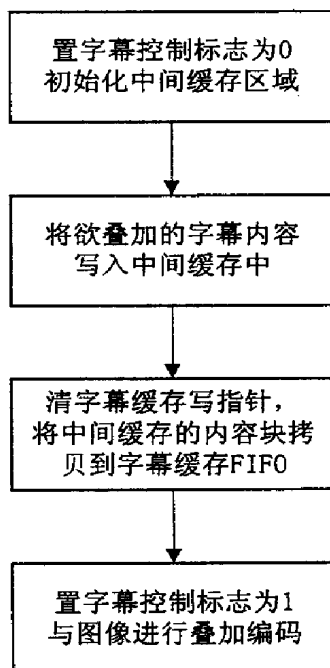 置字幕控制标志为0
初始化中间缓存区域
将欲叠加的字幕内容
写入中间缓存中
清字幕缓存写指针，
将中间缓存的内容块拷
贝到字幕缓存FIFO
置字幕控制标志为1
与图像进行叠加编码